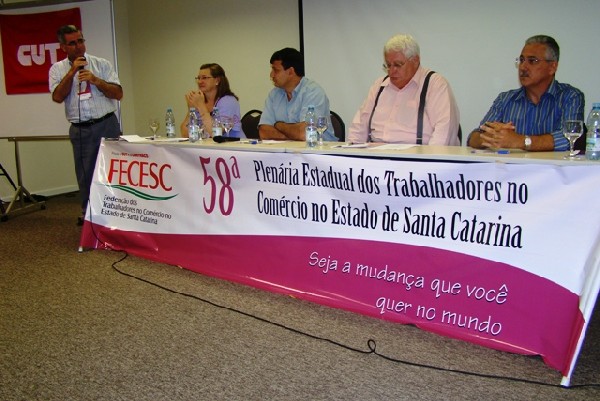 CUT
FECESC
Federação dos
Trabalhadores no Comércio no
Estado de Santa Catarina
58ª
Plenária Estadual dos Trabalhadores no
Comércio no Estado de Santa Catarina
Seja a mudança que você
quer no mundo